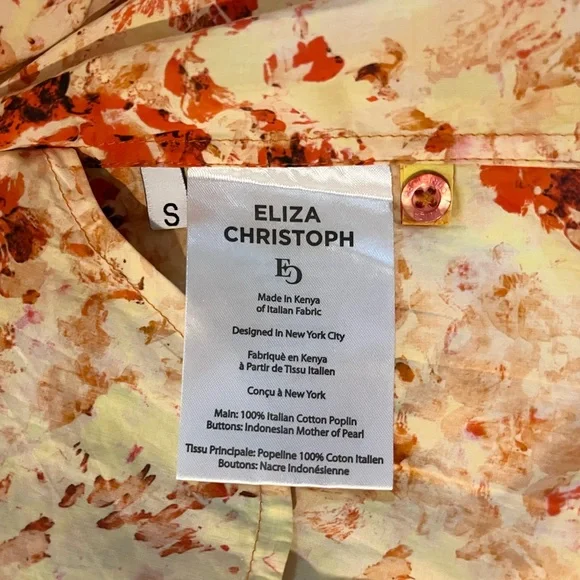 S
ELIZA
CHRISTOPH
EC
Made in Kenya
of Italian Fabric
Designed in New York City
Fabriquè en Kenya
à Partir de Tissu Italien
Conçu à New York
Main: 100% Italian Cotton Poplin
Buttons: Indonesian Mother of Pearl
Tissu Principale: Popeline 100% Coton Italien
Boutons: Nacre Indonésienne